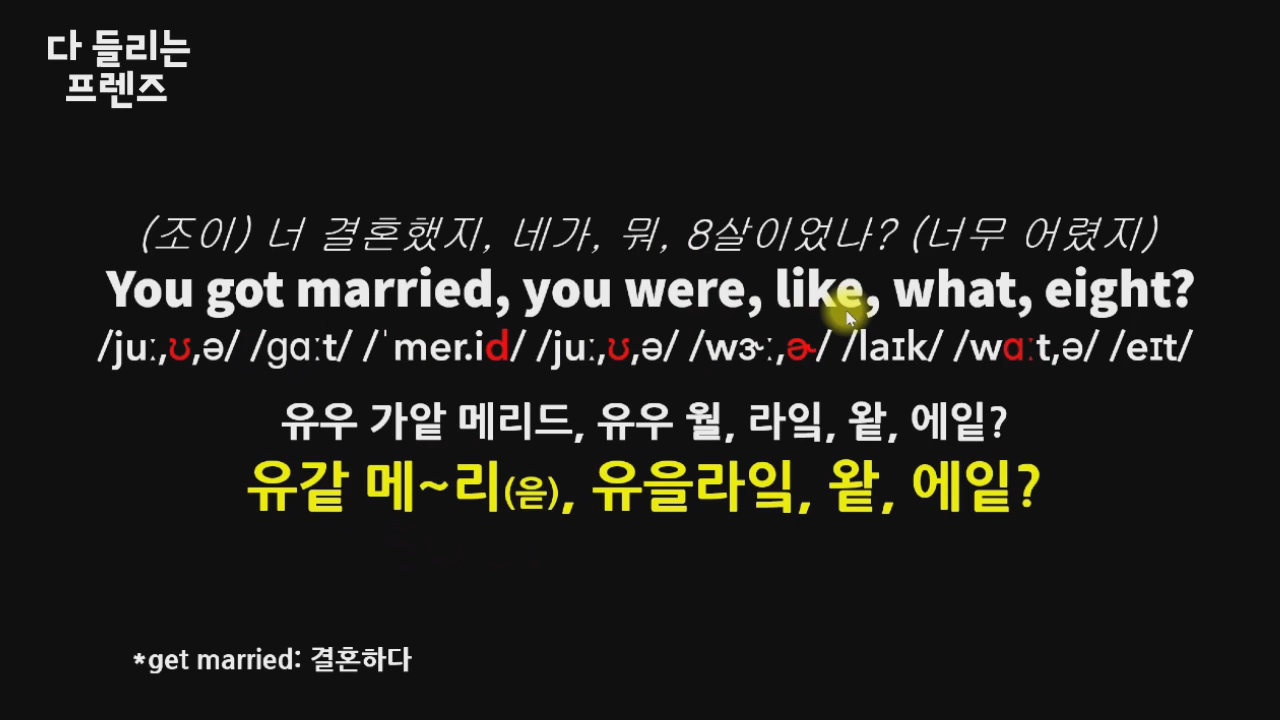 다 들리는
프렌즈
(조이) 너 결혼했지, 네가, 뭐, 8살이었나? (너무 어렸지)
You got married, you were, like, what, eight?
/juː,ʊ,ə/ /gɑːt/ /ˈmer.id/ /juː,ʊ,ə/ /wɝː,ɚ/ /laɪk/ /wɑːt,ə/ /eɪt/
유우 가앝 메리드, 유우 월, 라잌, 왙, 에잍?
유같 메~리(읃), 유을라잌, 왙, 에잍?
*get married: 결혼하다